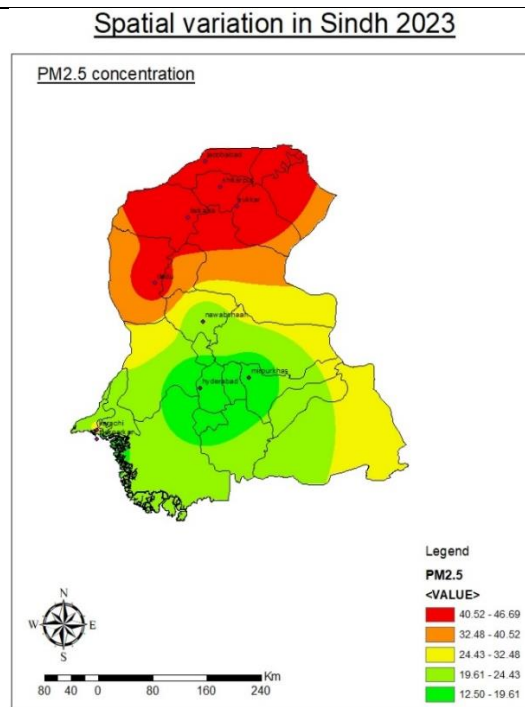 Spatial variation in Sindh 2023
PM2.5 concentration
sukkur
nawabshaah
mirpurkhas
hyderabad
karachi
N
W
E
S
80 40 0 80 160 240 Km
Legend
PM2.5
<VALUE>
40.52 - 46.69
32.48 - 40.52
24.43 - 32.48
19.61 - 24.43
12.50 - 19.61